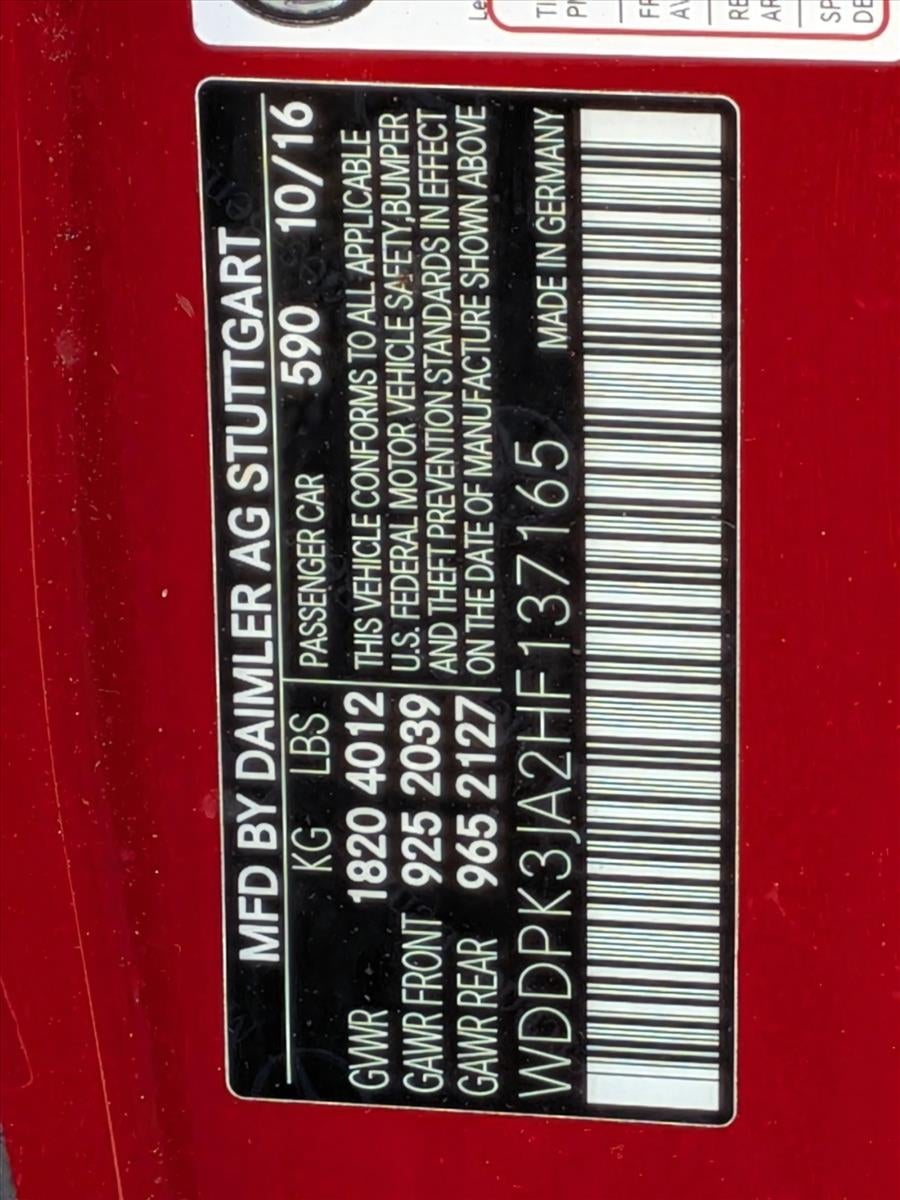 MFD BY DAIMLER AG STUTTGART
KG LBS PASSENGER CAR 590 10/16
GVWR 1820 4012 THIS VEHICLE CONFORMS TO ALL APPLICABLE
GAWR FRONT 925 2039 U.S. FEDERAL MOTOR VEHICLE SAFETY,BUMPER
AND THEFT PREVENTION STANDARDS IN EFFECT
GAWR REAR 965 2127 ON THE DATE OF MANUFACTURE SHOWN ABOVE
WDDPK3JA2HF137165 MADE IN GERMANY